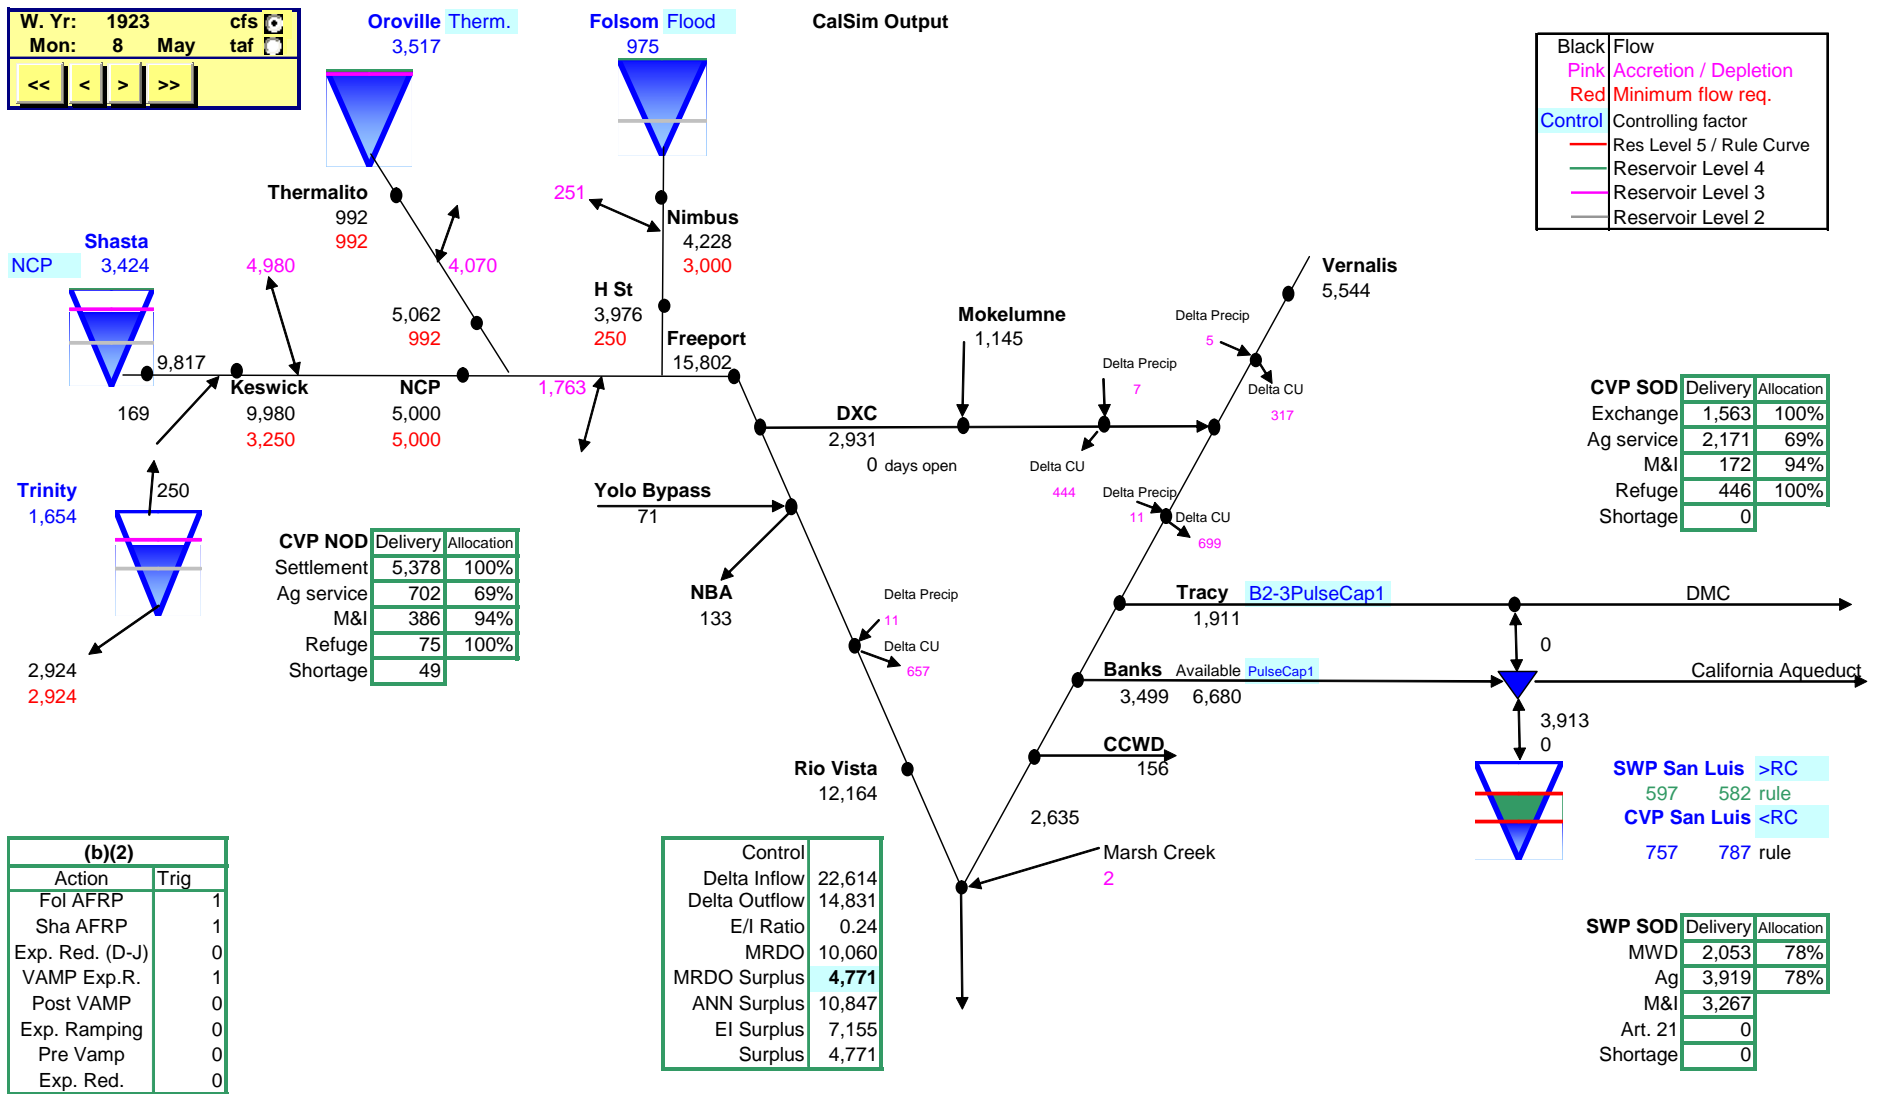 W. Yr: 1923 cfs
Mon: 8 May taf
<< < > >>
Oroville Therm.
3,517
Folsom Flood
975
CalSim Output
Black Flow
Pink Accretion / Depletion
Red Minimum flow req.
Control Controlling factor
Res Level 5 / Rule Curve
Reservoir Level 4
Reservoir Level 3
Reservoir Level 2
Thermalito
992
992
4,070
251
Nimbus
4,228
3,000
Shasta
NCP 3,424
4,980
5,062
992
H St
3,976
250
Freeport
15,802
9,817
Keswick
9,980
3,250
169
NCP
5,000
5,000
1,763
Trinity
1,654
250
2,924
2,924
Mokelumne
1,145
Vernalis
5,544
Delta Precip
5
Delta CU
317
Delta Precip
7
DXC
2,931
0 days open
Delta CU
444
Delta Precip
11
Delta CU
699
Yolo Bypass
71
NBA
133
Delta Precip
11
Delta CU
657
CVP NOD Delivery Allocation
Settlement 5,378 100%
Ag service 702 69%
M&I 386 94%
Refuge 75 100%
Shortage 49
CVP SOD Delivery Allocation
Exchange 1,563 100%
Ag service 2,171 69%
M&I 172 94%
Refuge 446 100%
Shortage 0
Tracy B2-3PulseCap1
1,911
DMC
0
Banks Available PulseCap1
3,499 6,680
California Aqueduct
3,913
0
CCWD
156
Rio Vista
12,164
2,635
Marsh Creek
2
SWP San Luis >RC
597 582 rule
CVP San Luis <RC
757 787 rule
(b)(2)
Action Trig
Fol AFRP 1
Sha AFRP 1
Exp. Red. (D-J) 0
VAMP Exp.R. 1
Post VAMP 0
Exp. Ramping 0
Pre Vamp 0
Exp. Red. 0
Control
Delta Inflow 22,614
Delta Outflow 14,831
E/I Ratio 0.24
MRDO 10,060
MRDO Surplus 4,771
ANN Surplus 10,847
EI Surplus 7,155
Surplus 4,771
SWP SOD Delivery Allocation
MWD 2,053 78%
Ag 3,919 78%
M&I 3,267
Art. 21 0
Shortage 0